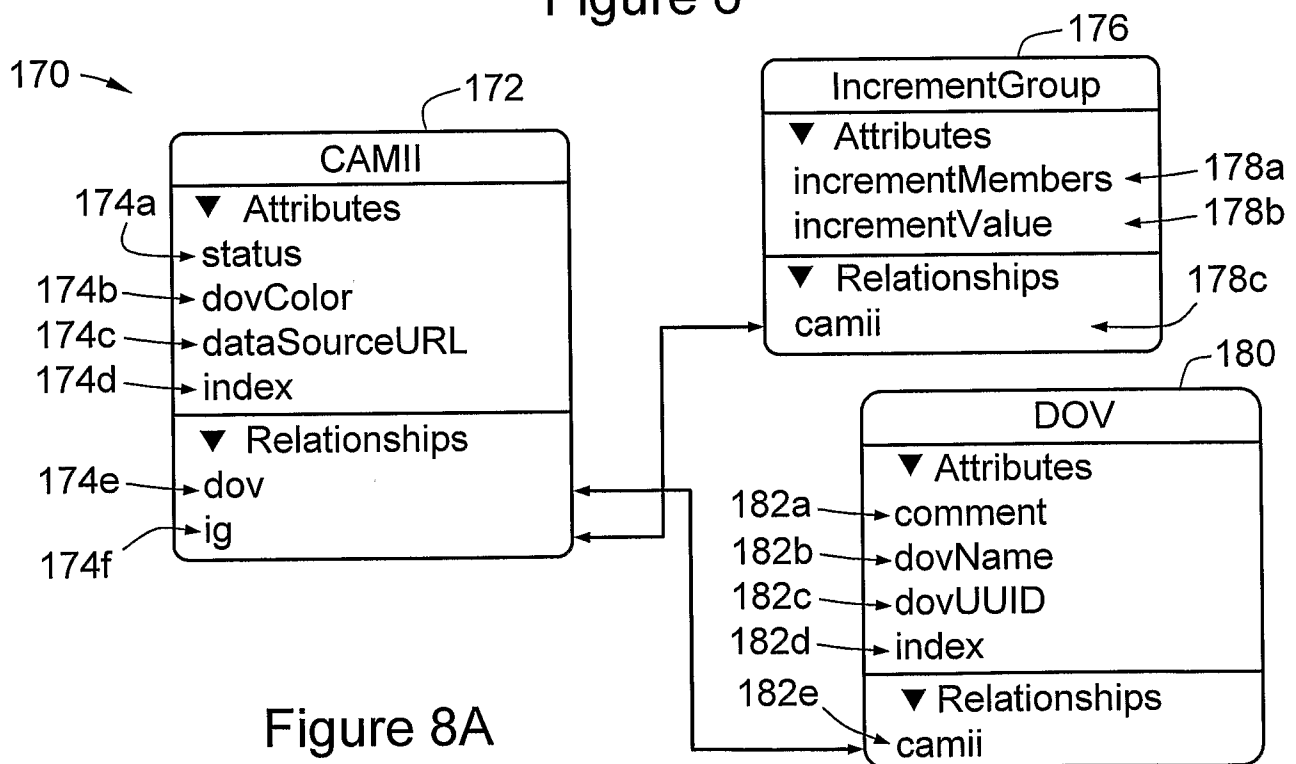 170
172
CAMII
▼ Attributes
174a
status
174b
dovColor
174c
dataSourceURL
174d
index
▼ Relationships
174e
dov
174f
ig
176
IncrementGroup
▼ Attributes
incrementMembers
178a
incrementValue
178b
▼ Relationships
178c
camii
180
DOV
▼ Attributes
182a
comment
182b
dovName
182c
dovUUID
182d
index
▼ Relationships
182e
camii
Figure 8A